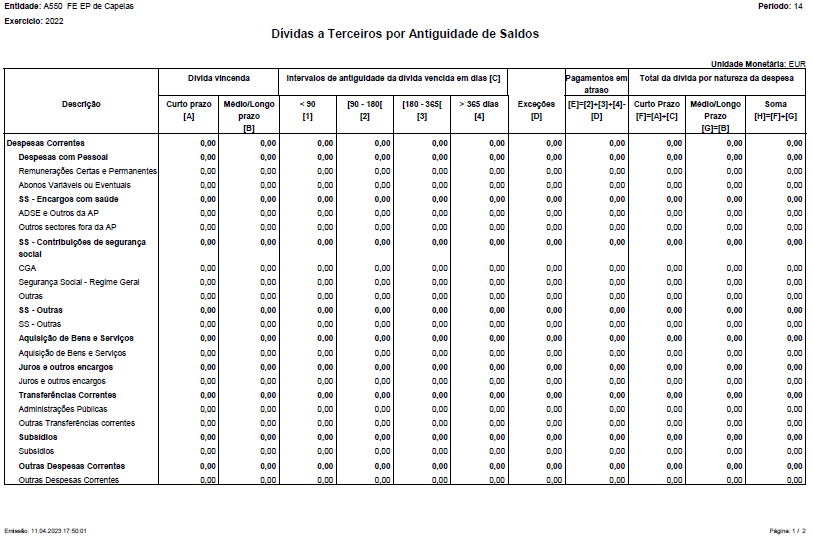 Entidade: A550 FE EP de Capelas
Período: 14
Exercício: 2022
Dívidas a Terceiros por Antiguidade de Saldos
Unidade Monetária: EUR
Dívida vincenda Intervalos de antiguidade da dívida vencida em dias [C] Pagamentos em atraso Total da dívida por natureza da despesa
Descrição Curto prazo [A] Médio/Longo prazo [B] < 90 [1] [90 - 180[ [2] [180 - 365[ [3] > 365 dias [4] Exceções [D] [E]=[2]+[3]+[4]-[D] Curto Prazo [F]=[A]+[C] Médio/Longo Prazo [G]=[B] Soma [H]=[F]+[G]
Despesas Correntes 0,00 0,00 0,00 0,00 0,00 0,00 0,00 0,00 0,00 0,00 0,00
Despesas com Pessoal 0,00 0,00 0,00 0,00 0,00 0,00 0,00 0,00 0,00 0,00 0,00
Remunerações Certas e Permanentes 0,00 0,00 0,00 0,00 0,00 0,00 0,00 0,00 0,00 0,00 0,00
Abonos Variáveis ou Eventuais 0,00 0,00 0,00 0,00 0,00 0,00 0,00 0,00 0,00 0,00 0,00
SS - Encargos com saúde 0,00 0,00 0,00 0,00 0,00 0,00 0,00 0,00 0,00 0,00 0,00
ADSE e Outros da AP 0,00 0,00 0,00 0,00 0,00 0,00 0,00 0,00 0,00 0,00 0,00
Outros sectores fora da AP 0,00 0,00 0,00 0,00 0,00 0,00 0,00 0,00 0,00 0,00 0,00
SS - Contribuições de segurança 0,00 0,00 0,00 0,00 0,00 0,00 0,00 0,00 0,00 0,00 0,00
social
CGA 0,00 0,00 0,00 0,00 0,00 0,00 0,00 0,00 0,00 0,00 0,00
Segurança Social - Regime Geral 0,00 0,00 0,00 0,00 0,00 0,00 0,00 0,00 0,00 0,00 0,00
Outras 0,00 0,00 0,00 0,00 0,00 0,00 0,00 0,00 0,00 0,00 0,00
SS - Outras 0,00 0,00 0,00 0,00 0,00 0,00 0,00 0,00 0,00 0,00 0,00
SS - Outras 0,00 0,00 0,00 0,00 0,00 0,00 0,00 0,00 0,00 0,00 0,00
Aquisição de Bens e Serviços 0,00 0,00 0,00 0,00 0,00 0,00 0,00 0,00 0,00 0,00 0,00
Aquisição de Bens e Serviços 0,00 0,00 0,00 0,00 0,00 0,00 0,00 0,00 0,00 0,00 0,00
Juros e outros encargos 0,00 0,00 0,00 0,00 0,00 0,00 0,00 0,00 0,00 0,00 0,00
Juros e outros encargos 0,00 0,00 0,00 0,00 0,00 0,00 0,00 0,00 0,00 0,00 0,00
Transferências Correntes 0,00 0,00 0,00 0,00 0,00 0,00 0,00 0,00 0,00 0,00 0,00
Administrações Públicas 0,00 0,00 0,00 0,00 0,00 0,00 0,00 0,00 0,00 0,00 0,00
Outras Transferências correntes 0,00 0,00 0,00 0,00 0,00 0,00 0,00 0,00 0,00 0,00 0,00
Subsídios 0,00 0,00 0,00 0,00 0,00 0,00 0,00 0,00 0,00 0,00 0,00
Subsídios 0,00 0,00 0,00 0,00 0,00 0,00 0,00 0,00 0,00 0,00 0,00
Outras Despesas Correntes 0,00 0,00 0,00 0,00 0,00 0,00 0,00 0,00 0,00 0,00 0,00
Outras Despesas Correntes 0,00 0,00 0,00 0,00 0,00 0,00 0,00 0,00 0,00 0,00 0,00
Emissão: 11.04.2023 17:50:01
Página: 1 / 2